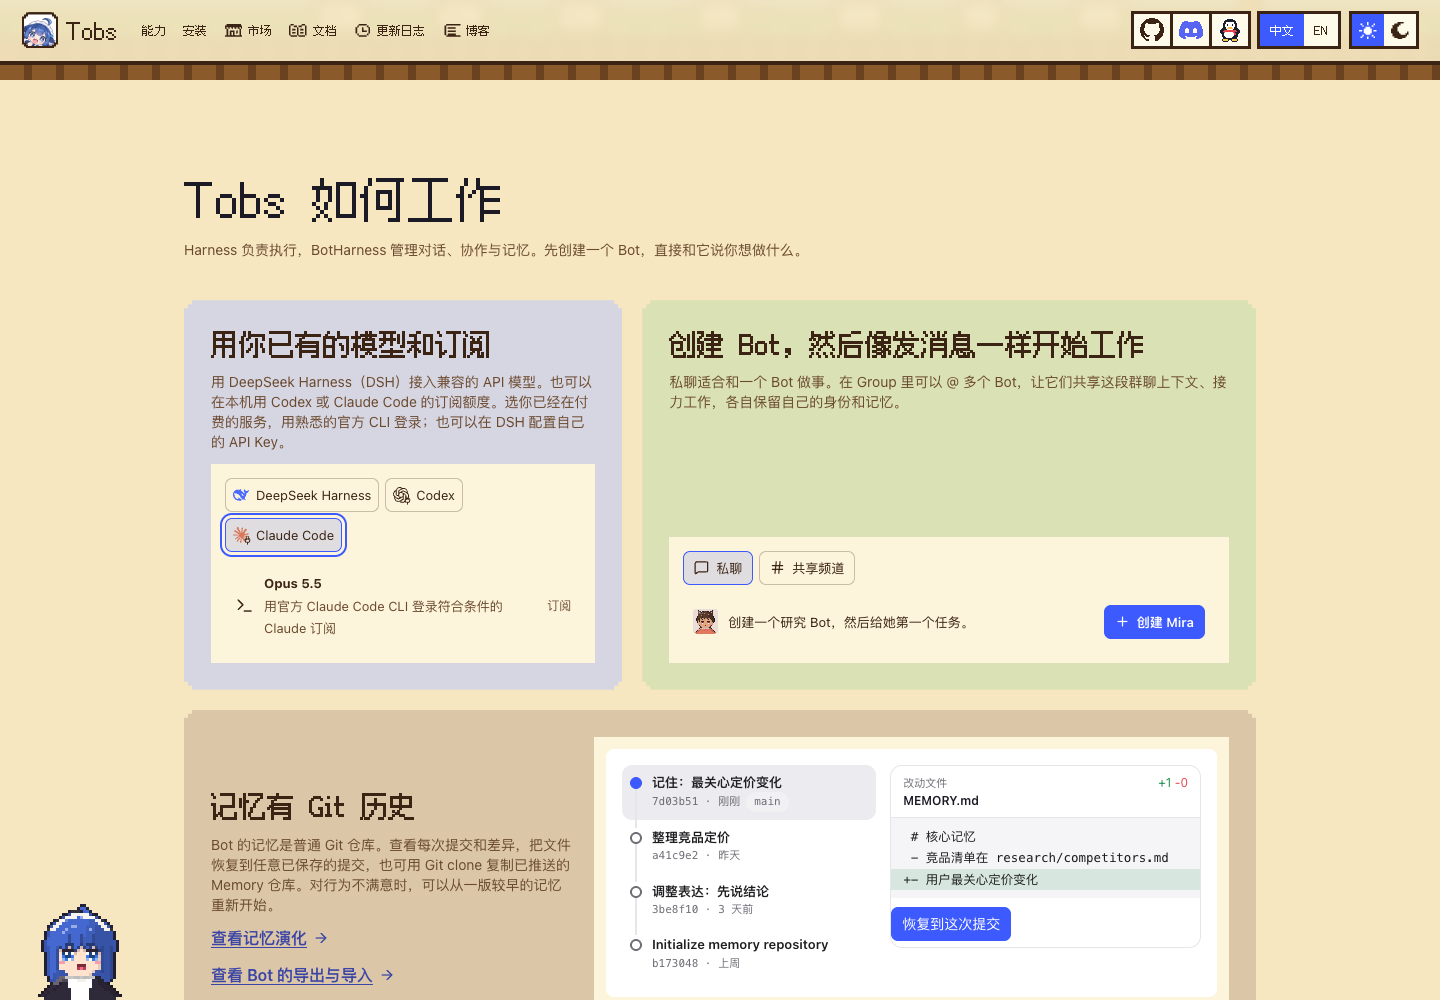 Tobs 能力 安装 市场 文档 更新日志 博客 中文 EN
Tobs 如何工作
Harness 负责执行，BotHarness 管理对话、协作与记忆。先创建一个 Bot，直接和它说你想做什么。
用你已有的模型和订阅
用 DeepSeek Harness（DSH）接入兼容的 API 模型。也可以
在本机用 Codex 或 Claude Code 的订阅额度。选你已经在付
费的服务，用熟悉的官方 CLI 登录；也可以在 DSH 配置自己
的 API Key。
DeepSeek Harness Codex
Claude Code
Opus 5.5
用官方 Claude Code CLI 登录符合条件的
Claude 订阅
订阅
创建 Bot，然后像发消息一样开始工作
私聊适合和一个 Bot 做事。在 Group 里可以 @ 多个 Bot，让它们共享这段群聊上下文、接
力工作，各自保留自己的身份和记忆。
私聊 共享频道
创建一个研究 Bot，然后给她第一个任务。 创建 Mira
记忆有 Git 历史
Bot 的记忆是普通 Git 仓库。查看每次提交和差异，把文件
恢复到任意已保存的提交，也可用 Git clone 复制已推送的
Memory 仓库。对行为不满意时，可以从一版较早的记忆
重新开始。
查看记忆演化 →
查看 Bot 的导出与导入 →
记住：最关心定价变化
7d03b51 · 刚刚 main
整理竞品定价
a41c9e2 · 昨天
调整表达：先说结论
3be8f10 · 3 天前
Initialize memory repository
b173048 · 上周
改动文件 +1 -0
MEMORY.md
# 核心记忆
- 竞品清单在 research/competitors.md
+- 用户最关心定价变化
恢复到这次提交